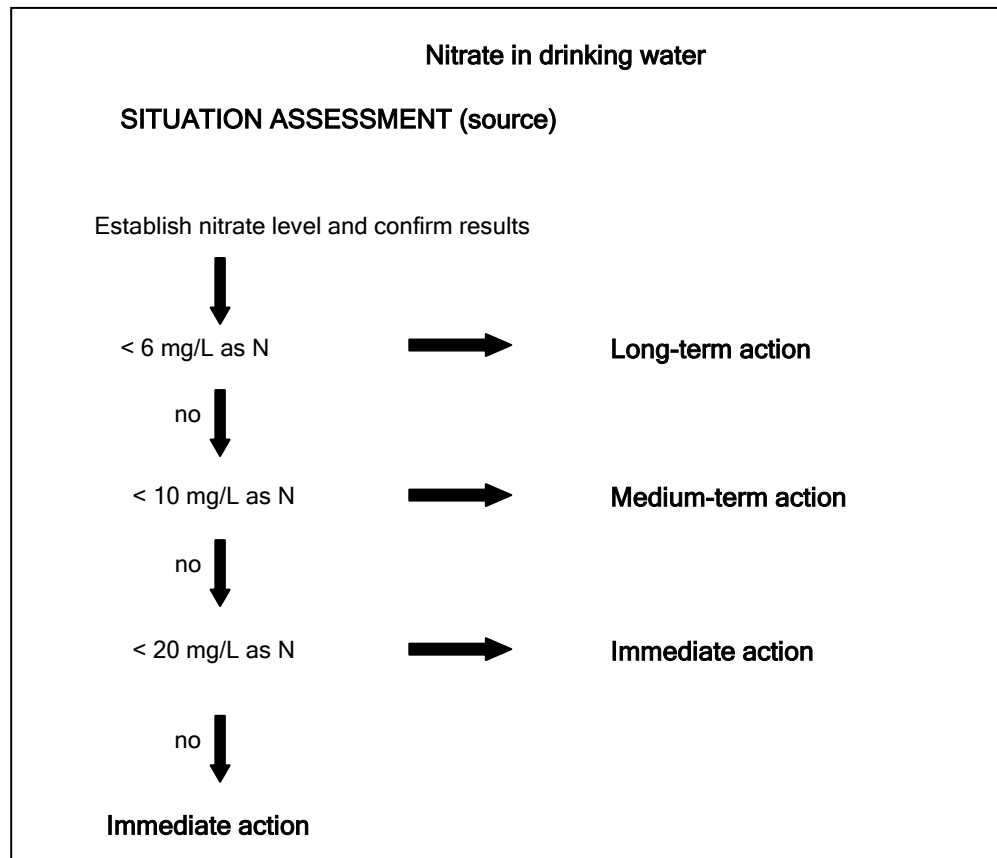 Nitrate in drinking water
SITUATION ASSESSMENT (source)
Establish nitrate level and confirm results
< 6 mg/L as N
Long-term action
no
< 10 mg/L as N
Medium-term action
no
< 20 mg/L as N
Immediate action
no
Immediate action